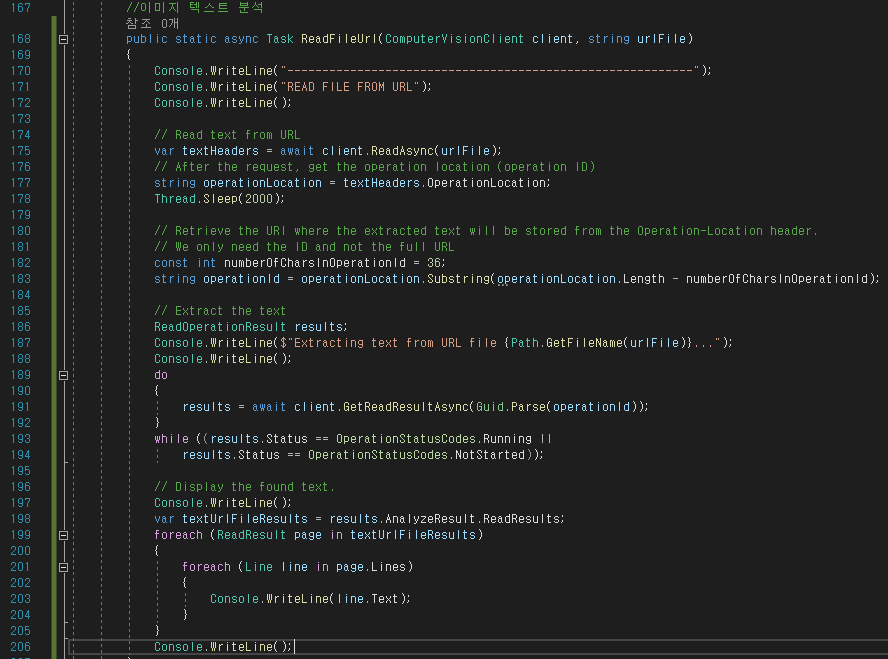 167 //이미지 텍스트 분석
참조 0개
168 public static async Task ReadFileUrl(ComputerVisionClient client, string urlFile)
169 {
170 Console.WriteLine("----------------------------------------------------------");
171 Console.WriteLine("READ FILE FROM URL");
172 Console.WriteLine();
173
174 // Read text from URL
175 var textHeaders = await client.ReadAsync(urlFile);
176 // After the request, get the operation location (operation ID)
177 string operationLocation = textHeaders.OperationLocation;
178 Thread.Sleep(2000);
179
180 // Retrieve the URI where the extracted text will be stored from the Operation-Location header.
181 // We only need the ID and not the full URL
182 const int numberOfCharsInOperationId = 36;
183 string operationId = operationLocation.Substring(operationLocation.Length - numberOfCharsInOperationId);
184
185 // Extract the text
186 ReadOperationResult results;
187 Console.WriteLine($"Extracting text from URL file {Path.GetFileName(urlFile)}...");
188 Console.WriteLine();
189 do
190 {
191 results = await client.GetReadResultAsync(Guid.Parse(operationId));
192 }
193 while ((results.Status == OperationStatusCodes.Running ||
194 results.Status == OperationStatusCodes.NotStarted));
195
196 // Display the found text.
197 Console.WriteLine();
198 var textUrlFileResults = results.AnalyzeResult.ReadResults;
199 foreach (ReadResult page in textUrlFileResults)
200 {
201 foreach (Line line in page.Lines)
202 {
203 Console.WriteLine(line.Text);
204 }
205 }
206 Console.WriteLine();